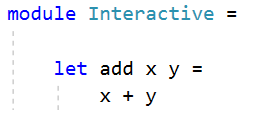 module Interactive =
    let add x y =
        x + y